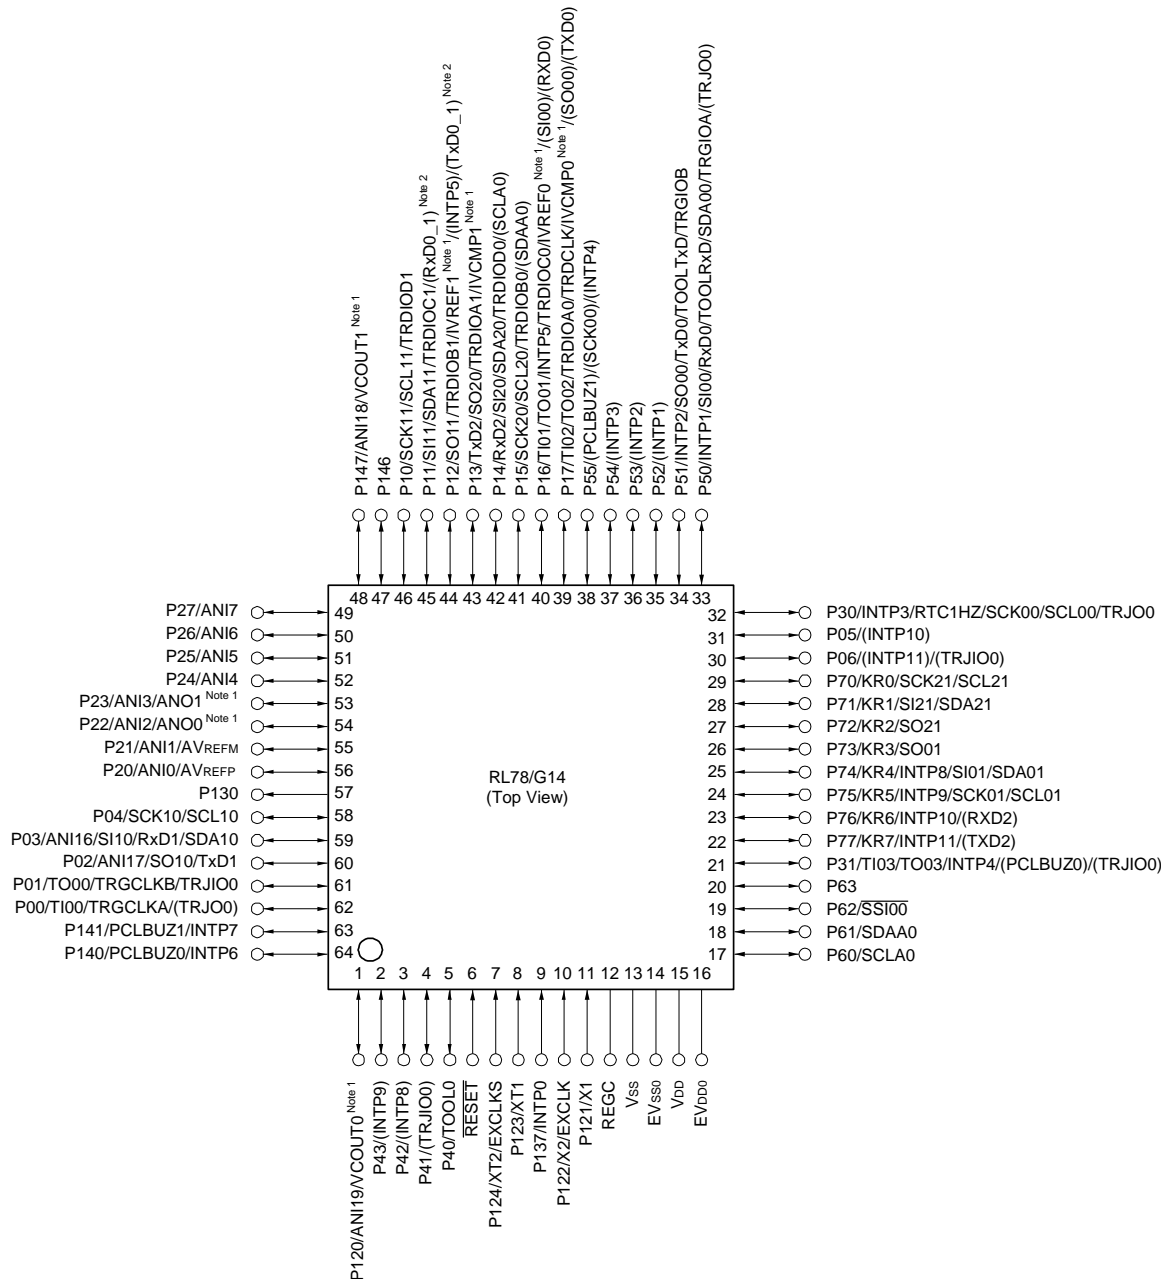 P147/ANI18/VCOUT1 Note 1
P146
P10/SCK11/SCL11/TRDIOD1
P11/SI11/SDA11/TRDIOC1/(RxD0_1) Note 2
P12/SO11/TRDIOB1/IVREF1 Note 1/(INTP5)/(TxD0_1) Note 2
P13/TxD2/SO20/TRDIOA1/IVCMP1 Note 1
P14/RxD2/SI20/SDA20/TRDIOD0/(SCLA0)
P15/SCK20/SCL20/TRDIOB0/(SDAA0)
P16/TI01/TO01/INTP5/TRDIOC0/IVREF0 Note 1/(SI00)/(RXD0)
P17/TI02/TO02/TRDIOA0/TRDCLK/IVCMP0 Note 1/(SO00)/(TXD0)
P55/(PCLBUZ1)/(SCK00)/(INTP4)
P54/(INTP3)
P53/(INTP2)
P52/(INTP1)
P51/INTP2/SO00/TxD0/TOOLTxD/TRGIOB
P50/INTP1/SI00/RxD0/TOOLRxD/SDA00/TRGIOA/(TRJO0)
48 47 46 45 44 43 42 41 40 39 38 37 36 35 34 33
P27/ANI7 49
P26/ANI6 50
P25/ANI5 51
P24/ANI4 52
P23/ANI3/ANO1 Note 1 53
P22/ANI2/ANO0 Note 1 54
P21/ANI1/AVREFM 55
P20/ANI0/AVREFP 56
P130 57
P04/SCK10/SCL10 58
P03/ANI16/SI10/RxD1/SDA10 59
P02/ANI17/SO10/TxD1 60
P01/TO00/TRGCLKB/TRJIO0 61
P00/TI00/TRGCLKA/(TRJO0) 62
P141/PCLBUZ1/INTP7 63
P140/PCLBUZ0/INTP6 64
RL78/G14
(Top View)
32 P30/INTP3/RTC1HZ/SCK00/SCL00/TRJO0
31 P05/(INTP10)
30 P06/(INTP11)/(TRJIO0)
29 P70/KR0/SCK21/SCL21
28 P71/KR1/SI21/SDA21
27 P72/KR2/SO21
26 P73/KR3/SO01
25 P74/KR4/INTP8/SI01/SDA01
24 P75/KR5/INTP9/SCK01/SCL01
23 P76/KR6/INTP10/(RXD2)
22 P77/KR7/INTP11/(TXD2)
21 P31/TI03/TO03/INTP4/(PCLBUZ0)/(TRJIO0)
20 P63
19 P62/SSI00
18 P61/SDAA0
17 P60/SCLA0
1 2 3 4 5 6 7 8 9 10 11 12 13 14 15 16
P120/ANI19/VCOUT0 Note 1
P43/(INTP9)
P42/(INTP8)
P41/(TRJIO0)
P40/TOOL0
RESET
P124/XT2/EXCLKS
P123/XT1
P137/INTP0
P122/X2/EXCLK
P121/X1
REGC
VSS
EVSS0
VDD
EVDD0